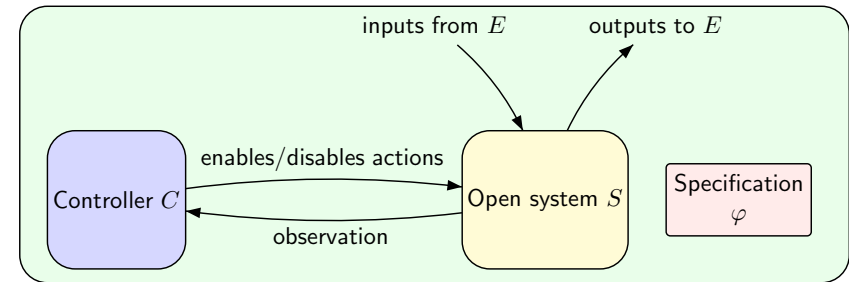 inputs from E
outputs to E
enables/disables actions
Controller C
Open system S
Specification
φ
observation